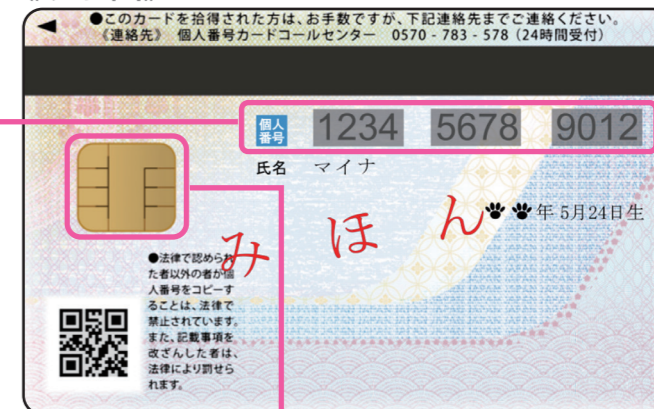 ●このカードを拾得された方は、お手数ですが、下記連絡先までご連絡ください。
《連絡先》 個人番号カードコールセンター 0570 - 783 - 578（24時間受付）
個人
番号
1234 5678 9012
氏名 マイナ
年 5月24日生
みほん
●法律で認められ
た者以外の者が個
人番号をコピーす
ることは、法律で
禁止されています。
また、記載事項を
改ざんした者は、
法律により罰せら
れます。